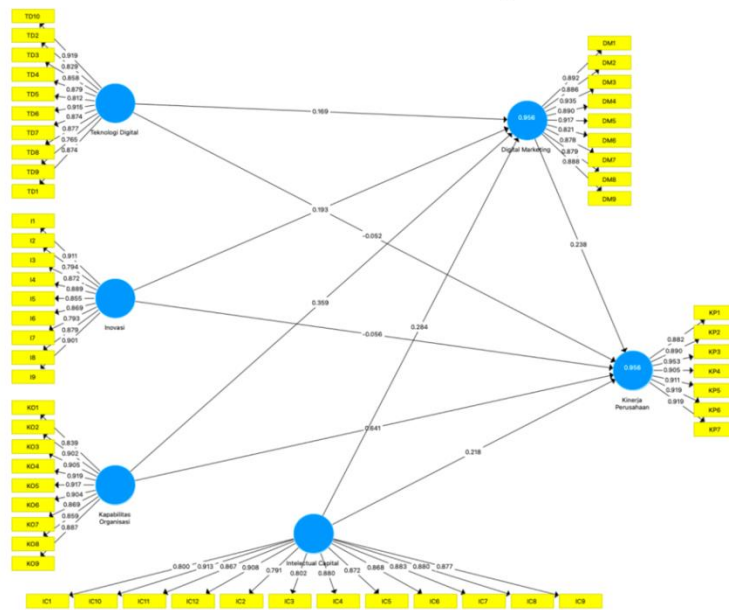 TD10
TD2
TD3
TD4
TD5
TD6
TD7
TD8
TD9
TD1
0.919
0.829
0.858
0.879
0.812
0.915
0.874
0.877
0.765
0.874
Teknologi Digital
I1
I2
I3
I4
I5
I6
I7
I8
I9
0.911
0.794
0.872
0.889
0.855
0.869
0.793
0.879
0.901
Inovasi
KO1
KO2
KO3
KO4
KO5
KO6
KO7
KO8
KO9
0.839
0.902
0.905
0.919
0.917
0.904
0.869
0.859
0.887
Kapabilitas
Organisasi
0.169
0.193
-0.052
0.359
0.284
-0.056
0.641
0.218
0.238
0.958
Digital Marketing
0.892
0.886
0.935
0.890
0.917
0.821
0.878
0.879
0.888
DM1
DM2
DM3
DM4
DM5
DM6
DM7
DM8
DM9
0.958
Kinerja
Perusahaan
0.882
0.890
0.953
0.905
0.911
0.919
0.919
KP1
KP2
KP3
KP4
KP5
KP6
KP7
Intelectual Capital
0.800
0.913
0.867
0.908
0.791
0.802
0.880
0.872
0.868
0.883
0.880
0.877
IC1
IC10
IC11
IC12
IC2
IC3
IC4
IC5
IC6
IC7
IC8
IC9